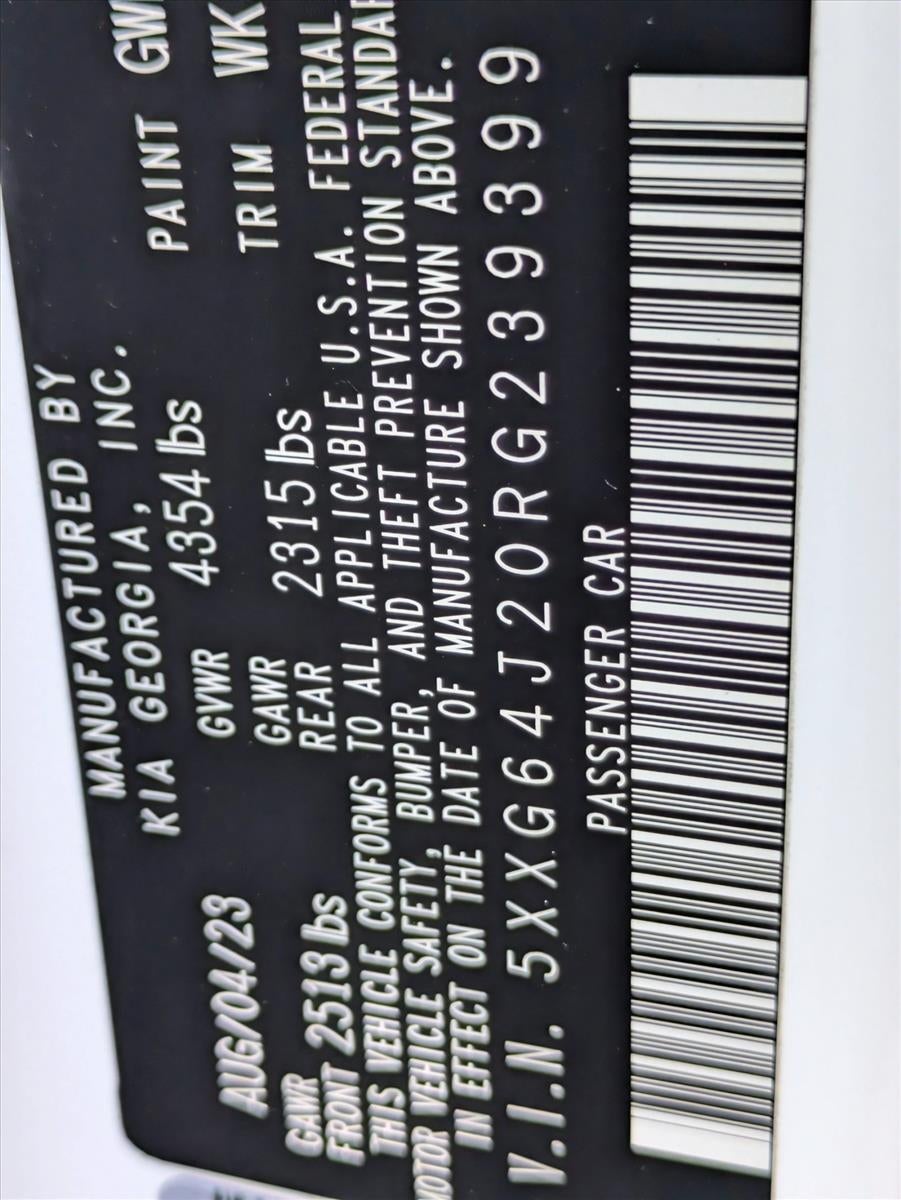 MANUFACTURED BY
KIA GEORGIA, INC.
AUG/04/23 GVWR 4354 lbs PAINT
GAWR FRONT 2513 lbs GAWR REAR 2315 lbs TRIM WK
THIS VEHICLE CONFORMS TO ALL APPLICABLE U.S.A. FEDERAL
MOTOR VEHICLE SAFETY, BUMPER, AND THEFT PREVENTION
IN EFFECT ON THE DATE OF MANUFACTURE SHOWN ABOVE.
V.I.N. 5XXG64J20RG239399
PASSENGER CAR